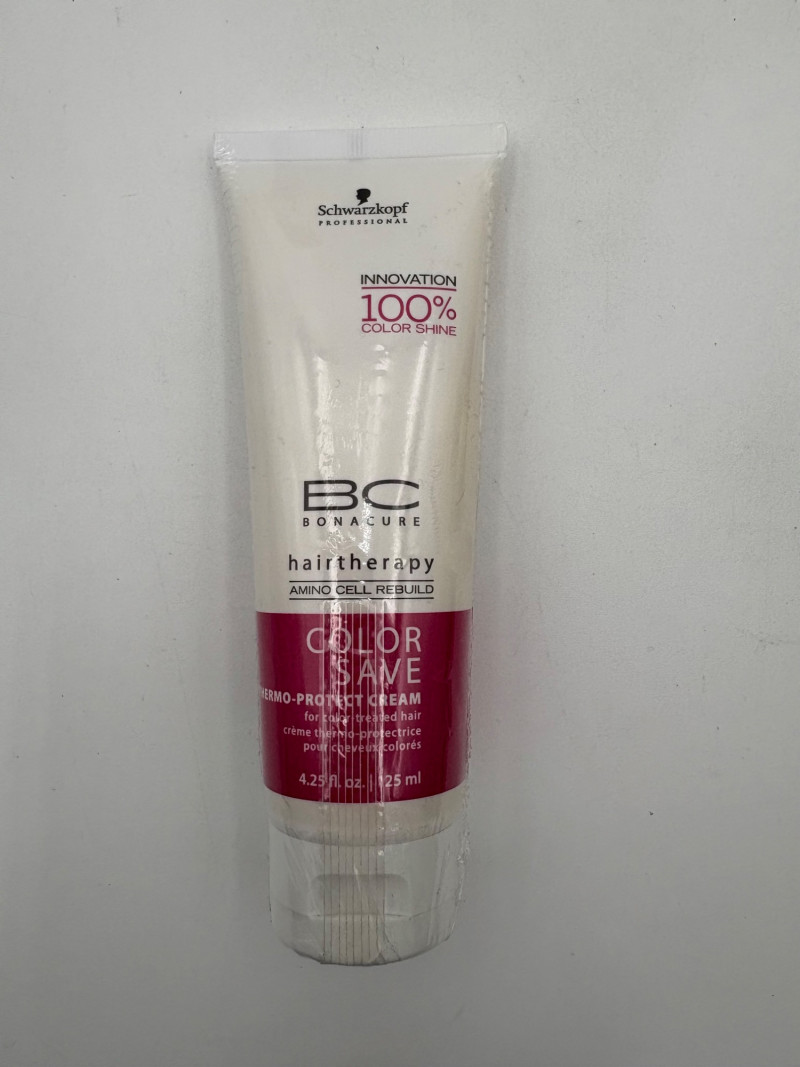 Schwarzkopf
PROFESSIONAL
INNOVATION
100%
COLOR SHINE
BC
BONACURE
hairtherapy
AMINO CELL REBUILD
COLOR
SAVE
THERMO-PROTECT CREAM
for color-treated hair
crème thermo-protectrice
pour cheveux colorés
4.25 fl. oz. | 125 ml